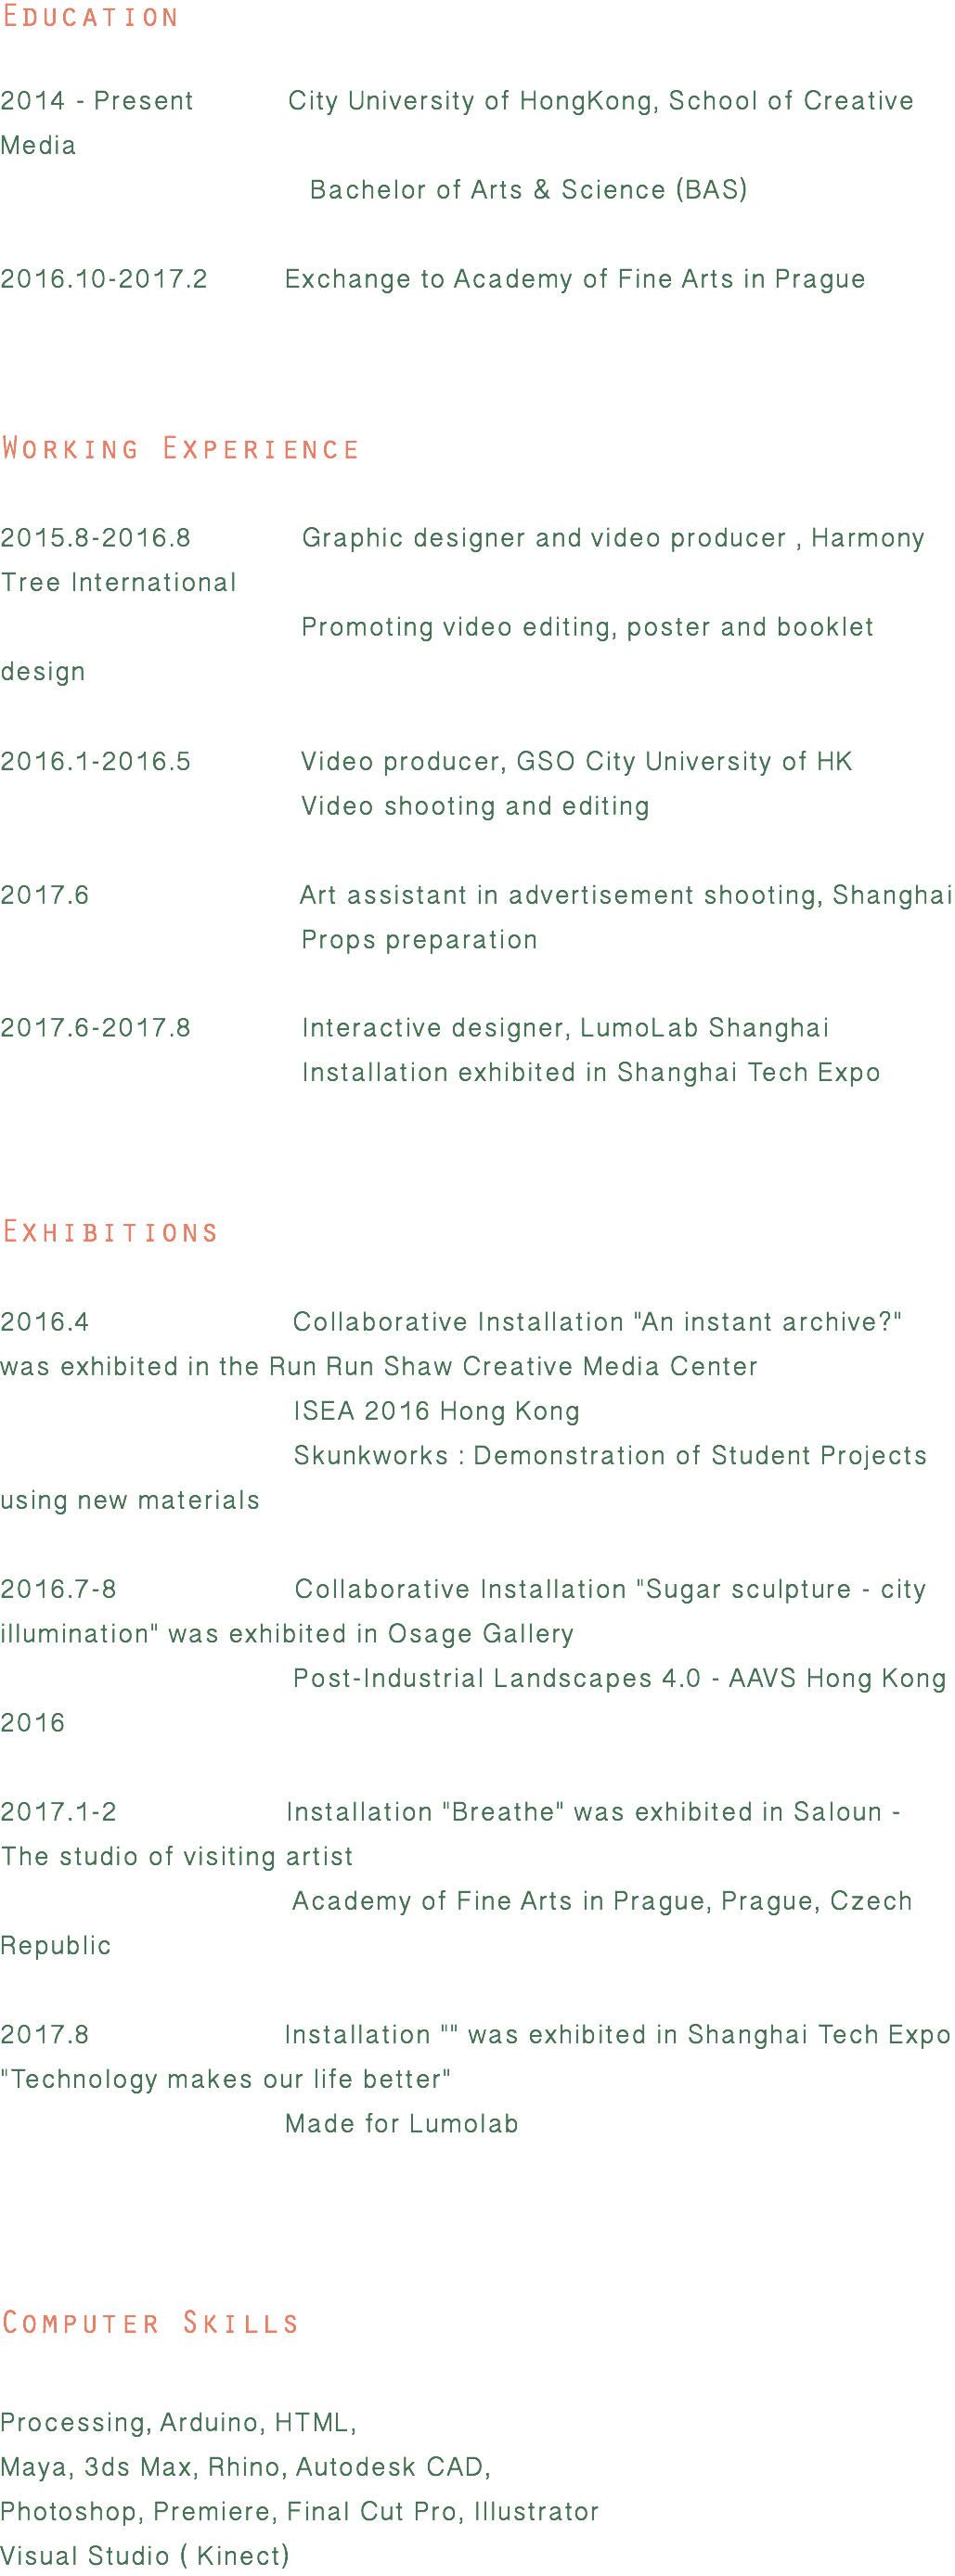 Education
2014 - Present City University of HongKong, School of Creative
Media
Bachelor of Arts & Science (BAS)
2016.10-2017.2 Exchange to Academy of Fine Arts in Prague
Working Experience
2015.8-2016.8 Graphic designer and video producer , Harmony
Tree International
Promoting video editing, poster and booklet
design
2016.1-2016.5 Video producer, GSO City University of HK
Video shooting and editing
2017.6 Art assistant in advertisement shooting, Shanghai
Props preparation
2017.6-2017.8 Interactive designer, LumoLab Shanghai
Installation exhibited in Shanghai Tech Expo
Exhibitions
2016.4 Collaborative Installation "An instant archive?"
was exhibited in the Run Run Shaw Creative Media Center
ISEA 2016 Hong Kong
Skunkworks : Demonstration of Student Projects
using new materials
2016.7-8 Collaborative Installation "Sugar sculpture - city
illumination" was exhibited in Osage Gallery
Post-Industrial Landscapes 4.0 - AAVS Hong Kong
2016
2017.1-2 Installation "Breathe" was exhibited in Saloun -
The studio of visiting artist
Academy of Fine Arts in Prague, Prague, Czech
Republic
2017.8 Installation "" was exhibited in Shanghai Tech Expo
"Technology makes our life better"
Made for Lumolab
Computer Skills
Processing, Arduino, HTML,
Maya, 3ds Max, Rhino, Autodesk CAD,
Photoshop, Premiere, Final Cut Pro, Illustrator
Visual Studio ( Kinect)